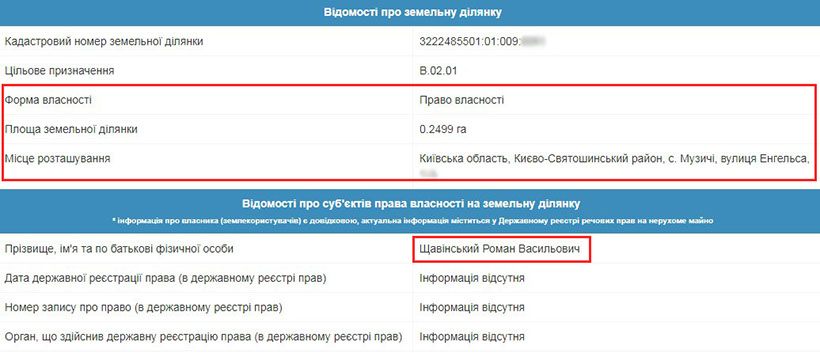 Відомості про земельну ділянку
Кадастровий номер земельної ділянки 3222485501:01:009:
Цільове призначення В.02.01
Форма власності Право власності
Площа земельної ділянки 0.2499 га
Місце розташування Київська область, Києво-Святошинський район, с. Музичі, вулиця Енгельса,
Відомості про суб'єктів права власності на земельну ділянку
* інформація про власника (землекористувачів) є довідковою, актуальна інформація міститься у Державному реєстрі речових прав на нерухоме майно
Прізвище, ім'я та по батькові фізичної особи Щавінський Роман Васильович
Дата державної реєстрації права (в державному реєстрі прав) Інформація відсутня
Номер запису про право (в державному реєстрі прав) Інформація відсутня
Орган, що здійснив державну реєстрацію права (в державному реєстрі прав) Інформація відсутня